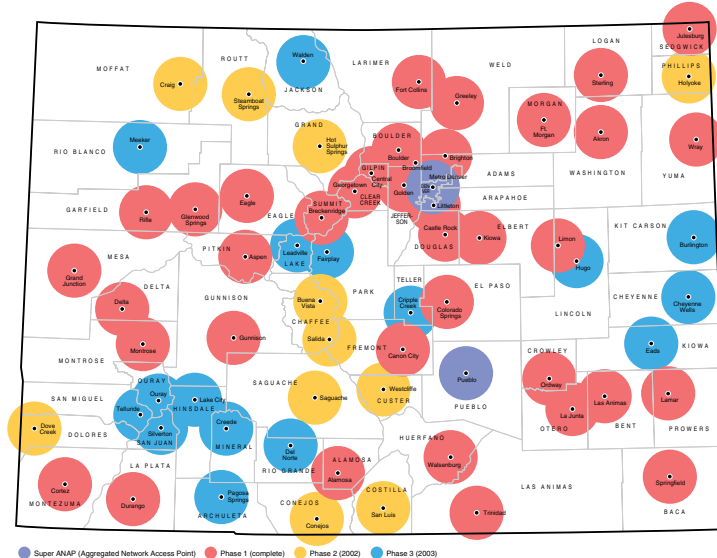 Julesburg
LOGAN
SEDGWICK
Walden
ROUTT
LARIMER
WELD
PHILLIPS
MOFFAT
Craig
Sterling
Holyoke
Fort Collins
JACKSON
Steamboat
Springs
Greeley
MORGAN
GRAND
Ft.
Morgan
Akron
BOULDER
Hot
Sulphur
Springs
Meeker
Wray
RIO BLANCO
Boulder
Brighton
Broomfield
GILPIN
Central
City
Metro Denver
ADAMS
WASHINGTON
YUMA
Georgetown
Golden
CLEAR
CREEK
Eagle
SUMMIT
Breckenridge
ARAPAHOE
Littleton
GARFIELD
Rifle
Glenwood
Springs
EAGLE
JEFFER-
SON
Castle Rock
ELBERT
KIT CARSON
Kiowa
DOUGLAS
Limon
Burlington
PITKIN
Aspen
Leadville
LAKE
Fairplay
MESA
Hugo
Grand
Junction
TELLER
EL PASO
DELTA
PARK
GUNNISON
Delta
Buena
Vista
Cripple
Creek
Colorado
Springs
CHEYENNE
Cheyenne
Wells
LINCOLN
CHAFFEE
Salida
Gunnison
Montrose
FREMONT
Canon City
Eads
KIOWA
CROWLEY
MONTROSE
Pueblo
OURAY
SAGUACHE
Ordway
SAN MIGUEL
Ouray
Lake City
Saguache
Westcliffe
CUSTER
PUEBLO
Las Animas
Lamar
Telluride
HINSDALE
La Junta
Dove
Creek
DOLORES
Silverton
Creede
OTERO
BENT
PROWERS
SAN JUAN
MINERAL
HUERFANO
Del
Norte
ALAMOSA
Walsenburg
LA PLATA
RIO GRANDE
Alamosa
Springfield
Cortez
Pagosa
Springs
COSTILLA
LAS ANIMAS
MONTEZUMA
Durango
CONEJOS
San Luis
Trinidad
BACA
ARCHULETA
Conejos
Super ANAP (Aggregated Network Access Point) Phase 1 (complete) Phase 2 (2002) Phase 3 (2003)